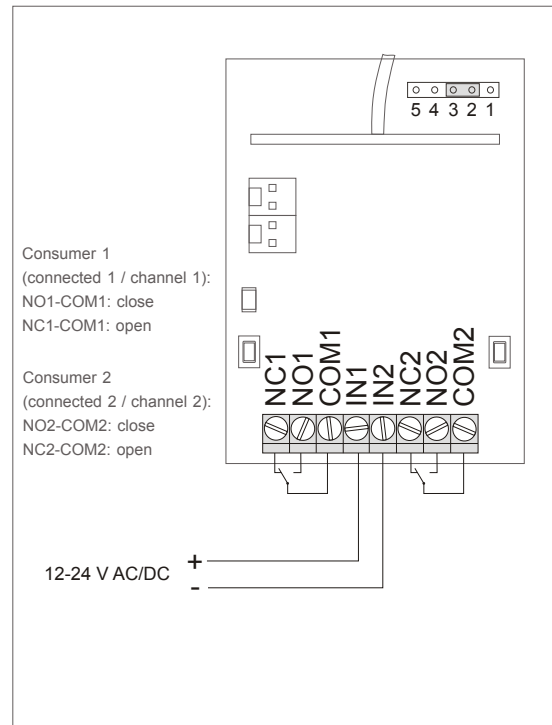 5 4 3 2 1
Consumer 1
(connected 1 / channel 1):
NO1-COM1: close
NC1-COM1: open
Consumer 2
(connected 2 / channel 2):
NO2-COM2: close
NC2-COM2: open
NC1
NO1
COM1
IN1
IN2
NC2
NO2
COM2
12-24 V AC/DC
+
-